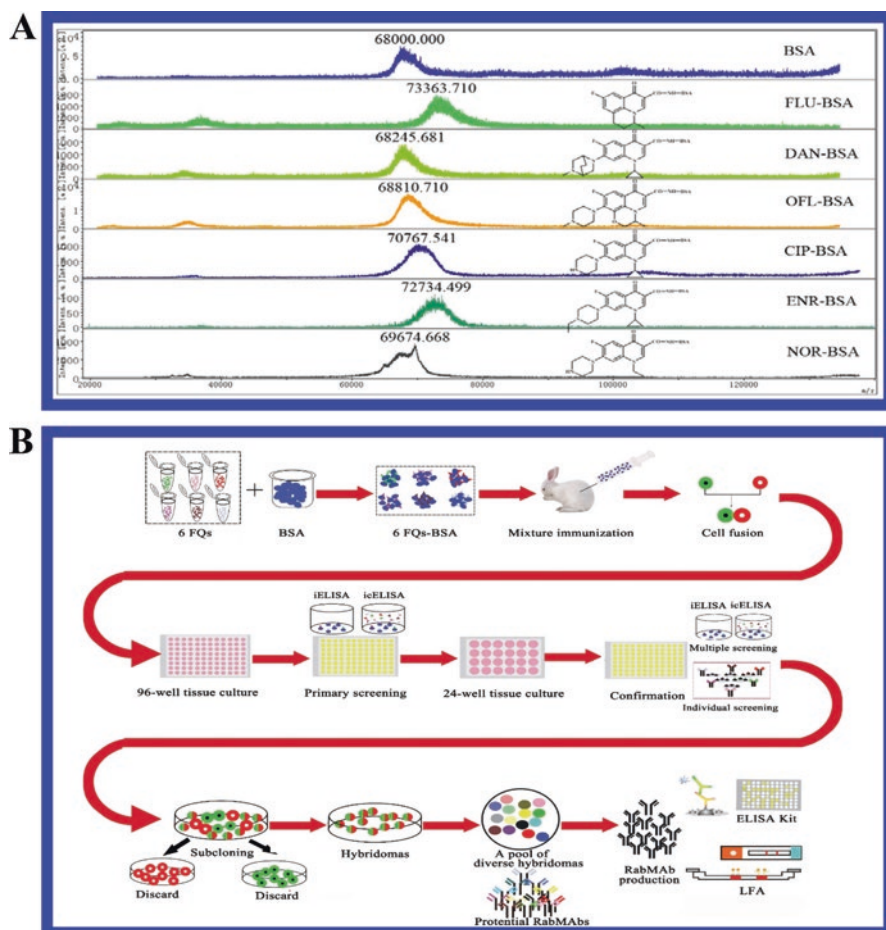 A
68000.000
BSA
73363.710
FLU-BSA
68245.681
DAN-BSA
68810.710
OFL-BSA
70767.541
CIP-BSA
72734.499
ENR-BSA
69674.668
NOR-BSA
20000 40000 60000 80000 100000 120000 m/z
B
6 FQs + BSA 6 FQs-BSA Mixture immunization Cell fusion
iELISA icELISA
iELISA icELISA
Multiple screening
96-well tissue culture Primary screening 24-well tissue culture Confirmation
Individual screening
ELISA Kit
Subcloning Hybridomas A pool of diverse hybridomas RabMAb production
Discard Discard
LFA
Protential RabMAbs